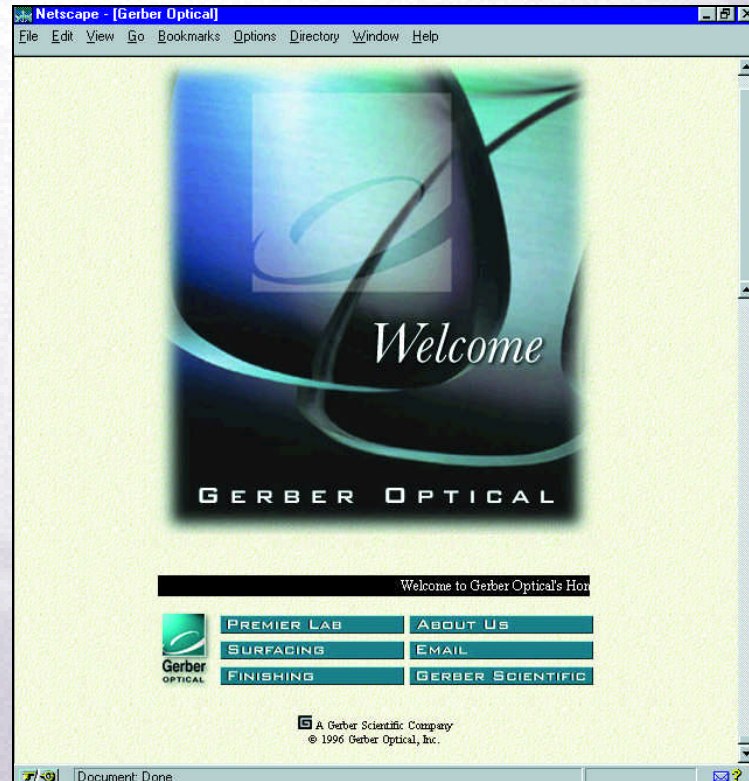 Netscape - [Gerber Optical]
File Edit View Go Bookmarks Options Directory Window Help
Welcome
GERBER OPTICAL
Welcome to Gerber Optical's Hom
PREMIER LAB ABOUT US
SURFACING EMAIL
FINISHING GERBER SCIENTIFIC
Gerber
OPTICAL
A Gerber Scientific Company
© 1996 Gerber Optical, Inc.
Document: Done